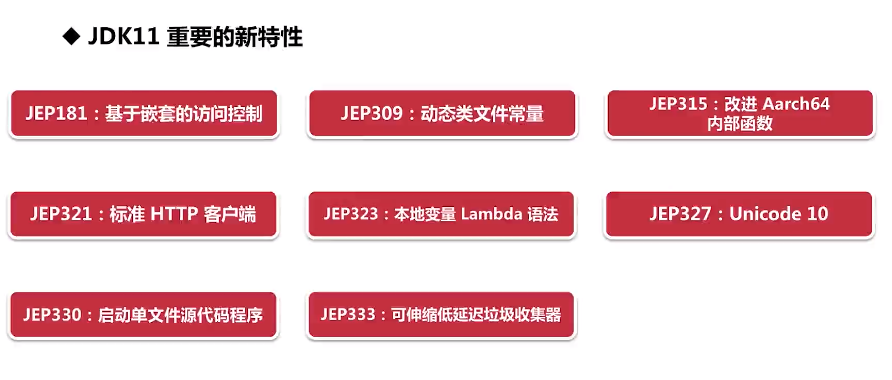 ◆ JDK11 重要的新特性
JEP181：基于嵌套的访问控制
JEP309：动态类文件常量
JEP315：改进 Aarch64
内部函数
JEP321：标准 HTTP 客户端
JEP323：本地变量 Lambda 语法
JEP327：Unicode 10
JEP330：启动单文件源代码程序
JEP333：可伸缩低延迟垃圾收集器